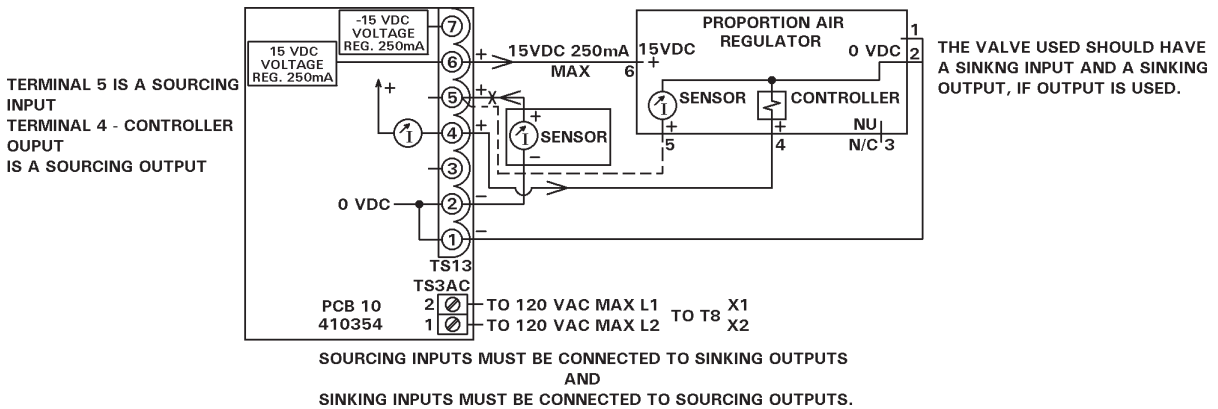 -15 VDC
VOLTAGE
REG. 250mA
7
15 VDC
VOLTAGE
REG. 250mA
6
+
15VDC 250mA
MAX
6
15VDC
+
PROPORTION AIR
REGULATOR
0 VDC
1
2
THE VALVE USED SHOULD HAVE
A SINKNG INPUT AND A SINKING
OUTPUT, IF OUTPUT IS USED.
TERMINAL 5 IS A SOURCING
INPUT
TERMINAL 4 - CONTROLLER
OUPUT
IS A SOURCING OUTPUT
+
5
+
X
+
I
SENSOR
-
I
4
+
I
SENSOR
+
5
CONTROLLER
+
4
NU
N/C 3
3
0 VDC
2
-
1
-
TS13
TS3AC
PCB 10
410354
2
TO 120 VAC MAX L1
1
TO 120 VAC MAX L2
TO T8
X1
X2
SOURCING INPUTS MUST BE CONNECTED TO SINKING OUTPUTS
AND
SINKING INPUTS MUST BE CONNECTED TO SOURCING OUTPUTS.